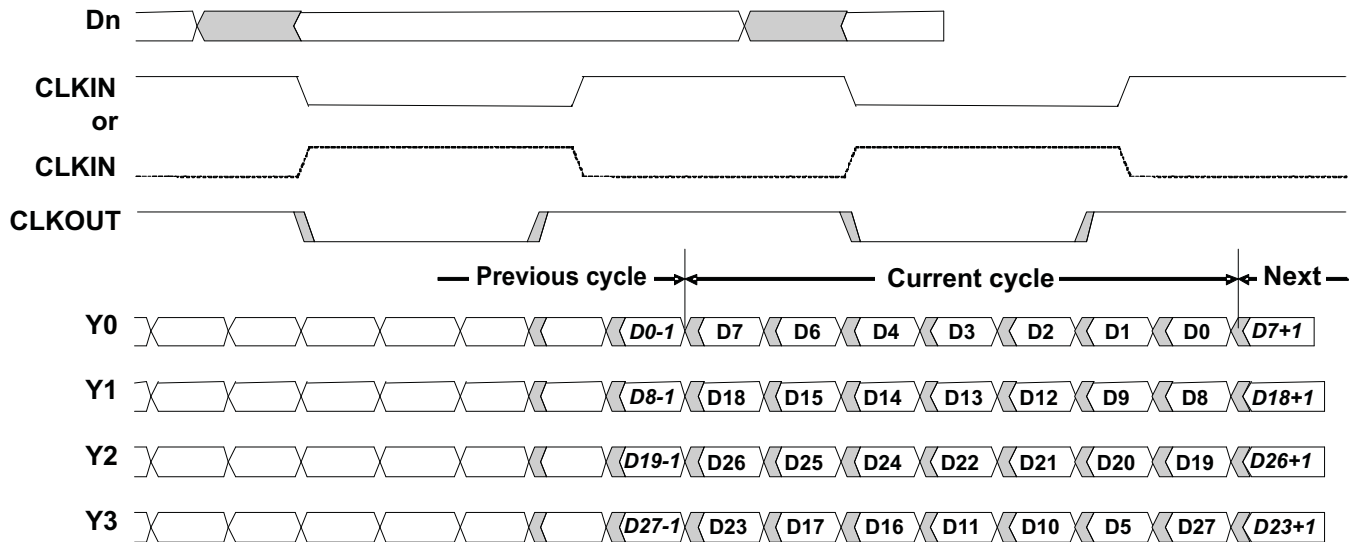 Dn
CLKIN
or
CLKIN
CLKOUT
Previous cycle
Current cycle
Next
Y0 D0-1 D7 D6 D4 D3 D2 D1 D0 D7+1
Y1 D8-1 D18 D15 D14 D13 D12 D9 D8 D18+1
Y2 D19-1 D26 D25 D24 D22 D21 D20 D19 D26+1
Y3 D27-1 D23 D17 D16 D11 D10 D5 D27 D23+1